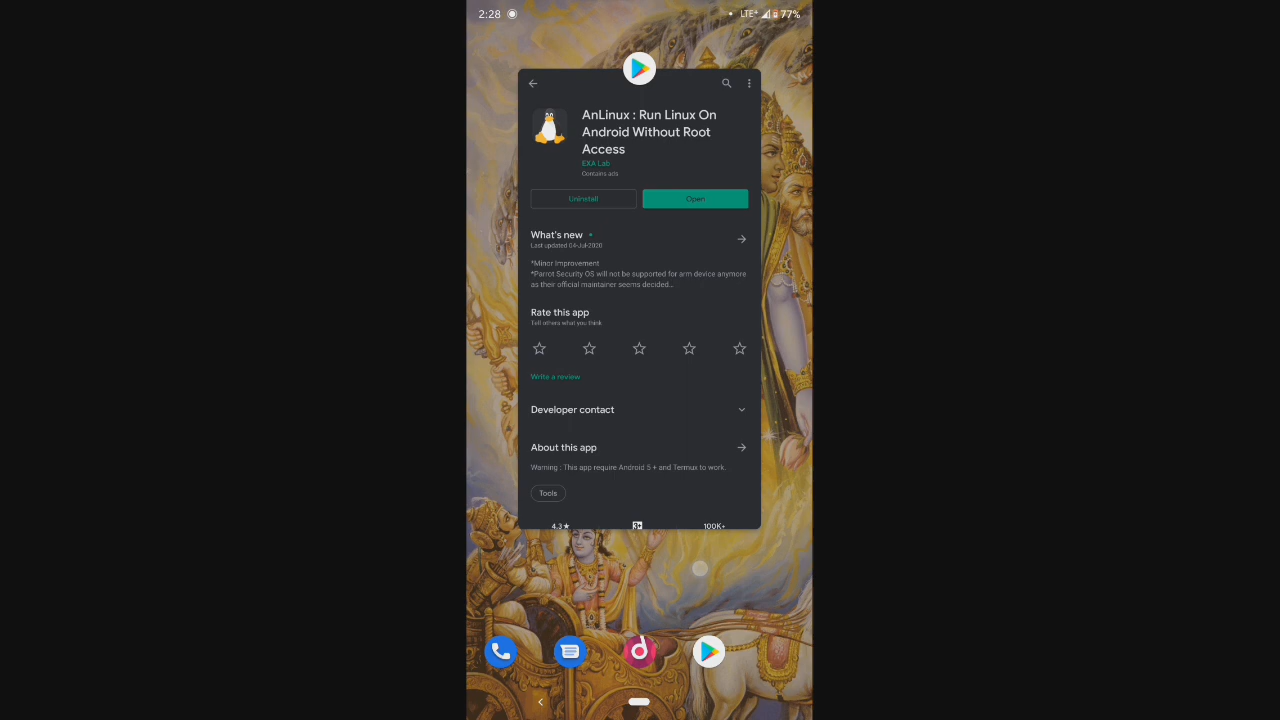 2:28
LTE+ 77%
AnLinux : Run Linux On
Android Without Root
Access
EXA Lab
Contains ads
Uninstall
Open
What's new
Last updated 04-Jul-2020
*Minor Improvement
*Parrot Security OS will not be supported for arm device anymore
as their official maintainer seems decided...
Rate this app
Tell others what you think
Write a review
Developer contact
About this app
Warning : This app require Android 5 + and Termux to work.
Tools
4.3★ 3+ 100K+